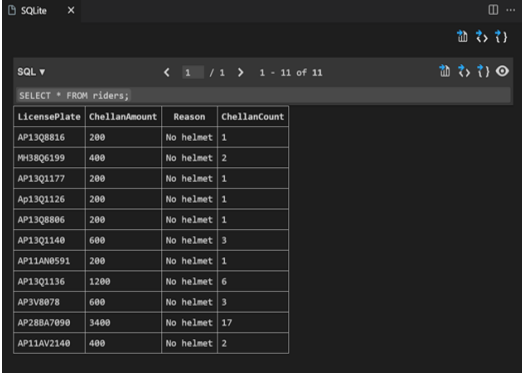 SQLite
SQL 1 / 1 1 - 11 of 11
SELECT * FROM riders;
LicensePlate ChellanAmount Reason ChellanCount
AP13Q8816 200 No helmet 1
MH38Q6199 400 No helmet 2
AP13Q1177 200 No helmet 1
Ap13Q1126 200 No helmet 1
AP13Q8806 200 No helmet 1
AP13Q1140 600 No helmet 3
AP11AN0591 200 No helmet 1
AP13Q1136 1200 No helmet 6
AP3V8078 600 No helmet 3
AP28BA7090 3400 No helmet 17
AP11AV2140 400 No helmet 2